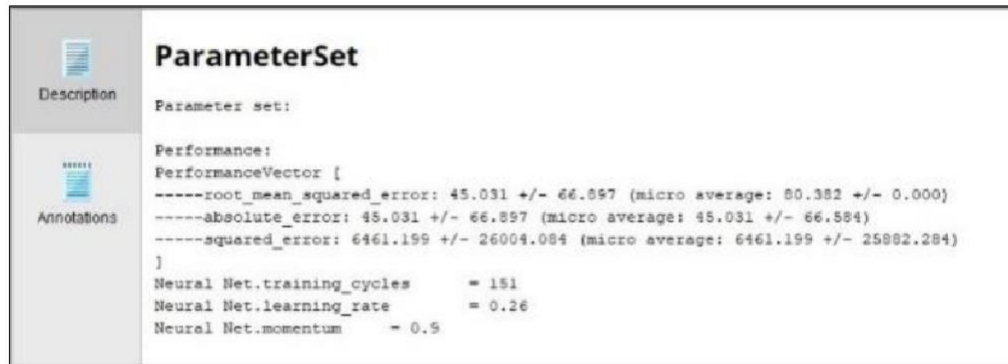 ParameterSet
Description
Parameter set:
Performance:
PerformanceVector [
-----root_mean_squared_error: 45.031 +/- 66.897 (micro average: 80.382 +/- 0.000)
Annotations
-----absolute_error: 45.031 +/- 66.897 (micro average: 45.031 +/- 66.584)
-----squared_error: 6461.199 +/- 26004.084 (micro average: 6461.199 +/- 25882.284)
]
Neural Net.training_cycles = 151
Neural Net.learning_rate = 0.26
Neural Net.momentum = 0.9